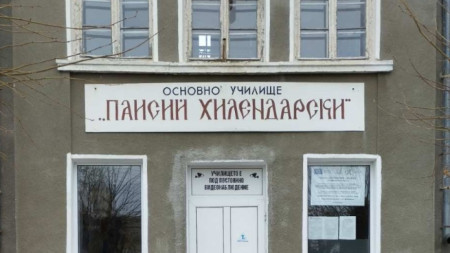 ОСНОВНО УЧИЛИЩЕ
„ПАИСИЙ ХИЛЕНДАРСКИ"
УЧИЛИЩЕТО Е
ПОД ПОСТОЯННО
ВИДЕОНАБЛЮДЕНИЕ